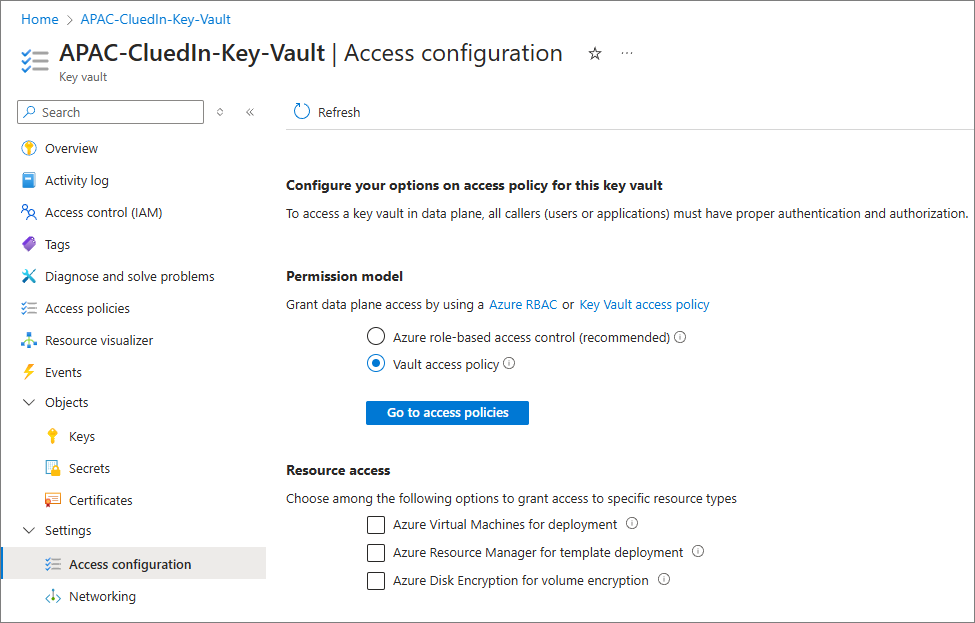 Home > APAC-CluedIn-Key-Vault
APAC-CluedIn-Key-Vault | Access configuration
Key vault
Search
Overview
Activity log
Access control (IAM)
Tags
Diagnose and solve problems
Access policies
Resource visualizer
Events
Objects
Keys
Secrets
Certificates
Settings
Access configuration
Networking
Refresh
Configure your options on access policy for this key vault
To access a key vault in data plane, all callers (users or applications) must have proper authentication and authorization.
Permission model
Grant data plane access by using a Azure RBAC or Key Vault access policy
Azure role-based access control (recommended)
Vault access policy
Go to access policies
Resource access
Choose among the following options to grant access to specific resource types
Azure Virtual Machines for deployment
Azure Resource Manager for template deployment
Azure Disk Encryption for volume encryption